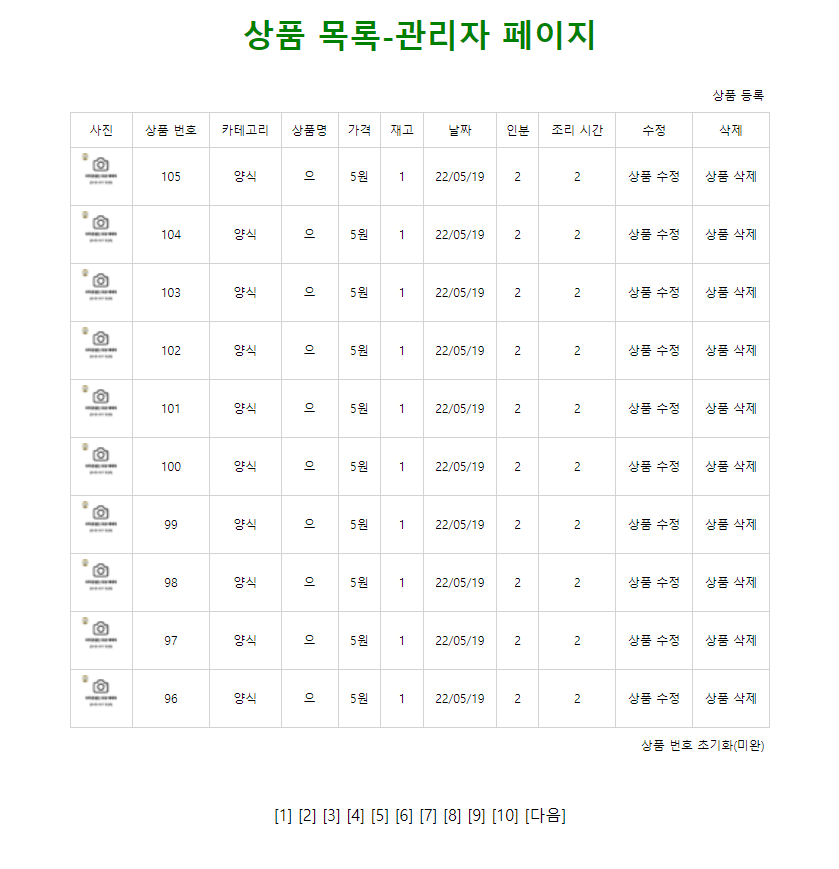 상품 목록-관리자 페이지
상품 등록
사진 상품 번호 카테고리 상품명 가격 재고 날짜 인분 조리 시간 수정 삭제
105 양식 으 5원 1 22/05/19 2 2 상품 수정 상품 삭제
104 양식 으 5원 1 22/05/19 2 2 상품 수정 상품 삭제
103 양식 으 5원 1 22/05/19 2 2 상품 수정 상품 삭제
102 양식 으 5원 1 22/05/19 2 2 상품 수정 상품 삭제
101 양식 으 5원 1 22/05/19 2 2 상품 수정 상품 삭제
100 양식 으 5원 1 22/05/19 2 2 상품 수정 상품 삭제
99 양식 으 5원 1 22/05/19 2 2 상품 수정 상품 삭제
98 양식 으 5원 1 22/05/19 2 2 상품 수정 상품 삭제
97 양식 으 5원 1 22/05/19 2 2 상품 수정 상품 삭제
96 양식 으 5원 1 22/05/19 2 2 상품 수정 상품 삭제
상품 번호 초기화(미완)
[1] [2] [3] [4] [5] [6] [7] [8] [9] [10] [다음]